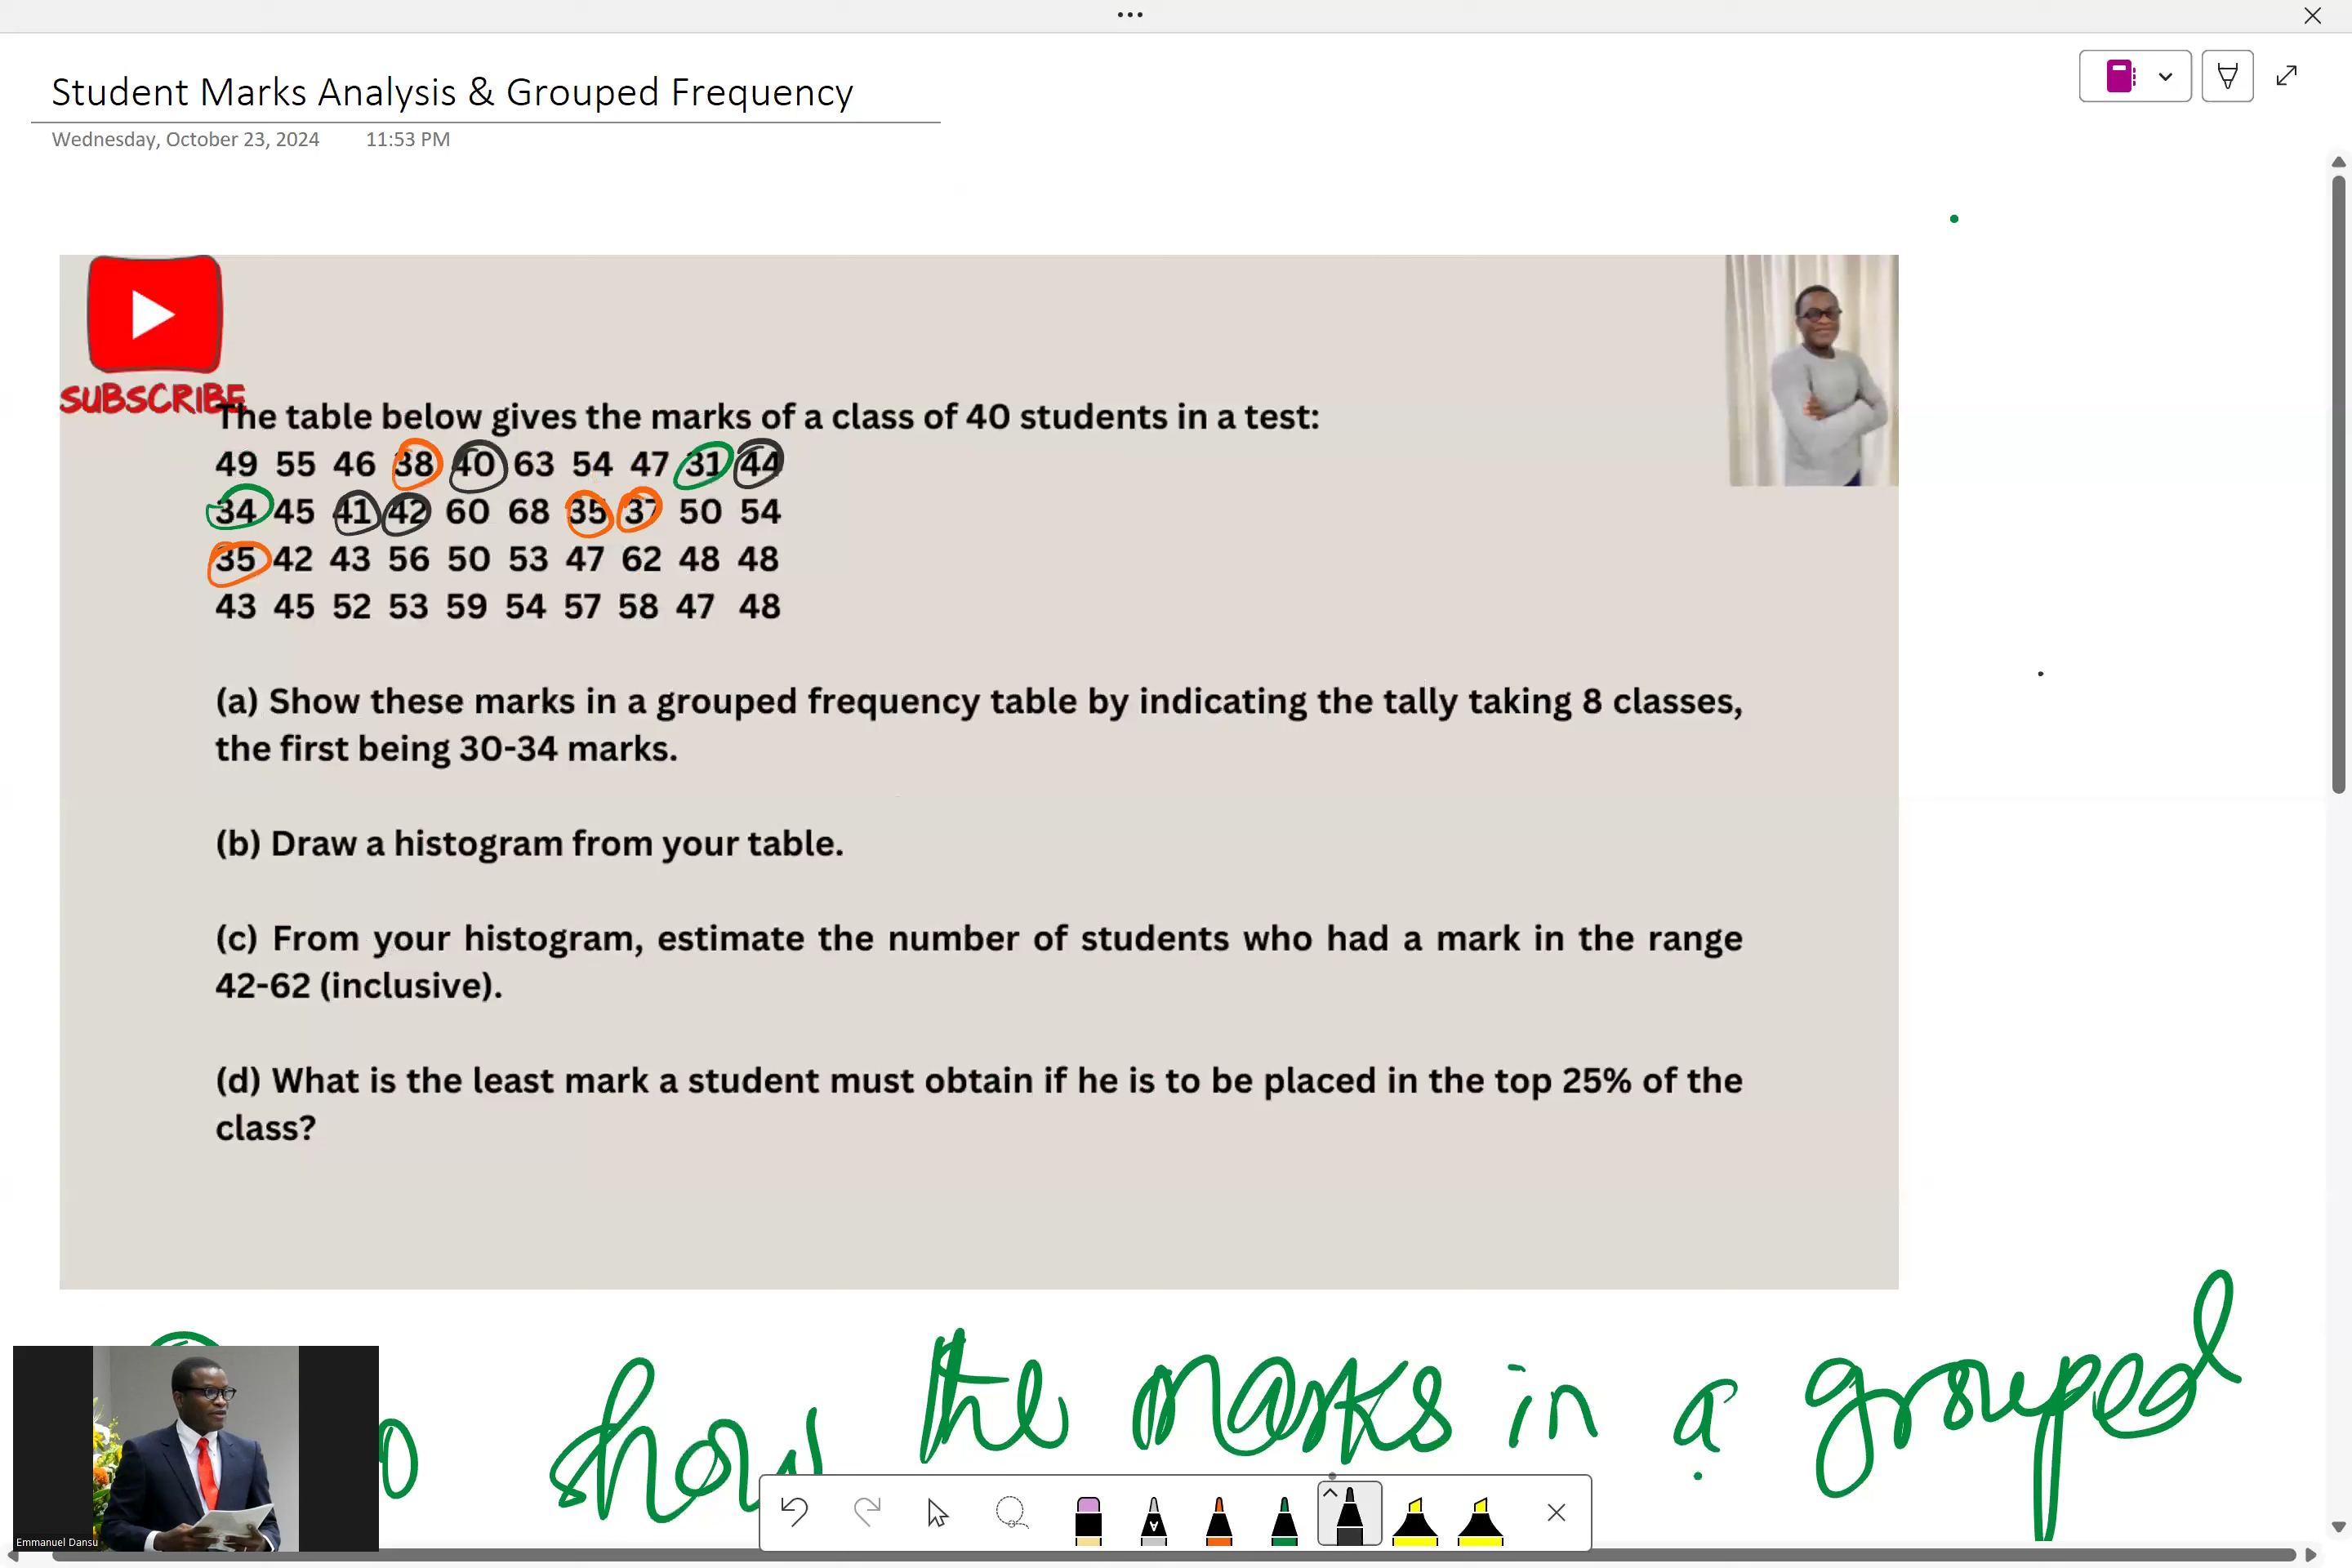 Student Marks Analysis & Grouped Frequency
Wednesday, October 23, 2024 11:53 PM
SUBSCRIBE
The table below gives the marks of a class of 40 students in a test:
49 55 46 38 40 63 54 47 31 44
34 45 41 42 60 68 35 37 50 54
35 42 43 56 50 53 47 62 48 48
43 45 52 53 59 54 57 58 47 48
(a) Show these marks in a grouped frequency table by indicating the tally taking 8 classes,
the first being 30-34 marks.
(b) Draw a histogram from your table.
(c) From your histogram, estimate the number of students who had a mark in the range
42-62 (inclusive).
(d) What is the least mark a student must obtain if he is to be placed in the top 25% of the
class?
show the marks in a grouped
Emmanuel Dansu